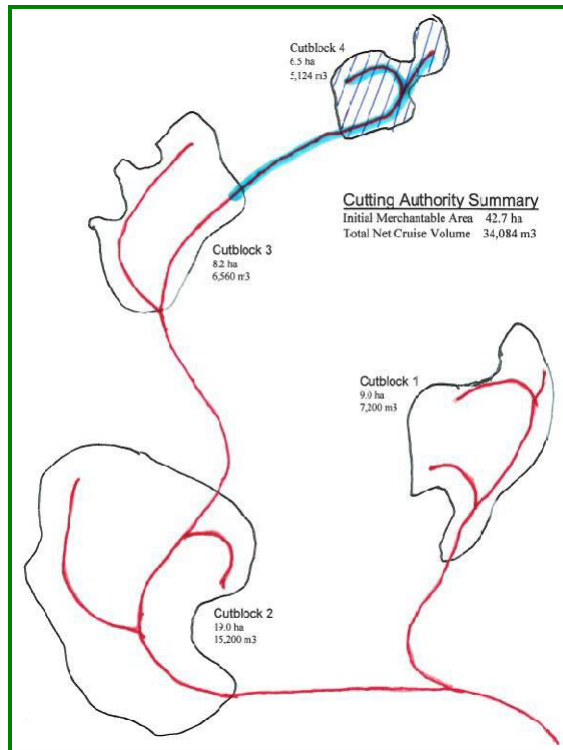 Cutblock 4
6.5 ha
5,124 m3
Cutting Authority Summary
Initial Merchantable Area 42.7 ha
Total Net Cruise Volume 34,084 m3
Cutblock 3
8.2 ha
6,560 m3
Cutblock 1
9.0 ha
7,200 m3
Cutblock 2
19.0 ha
15,200 m3